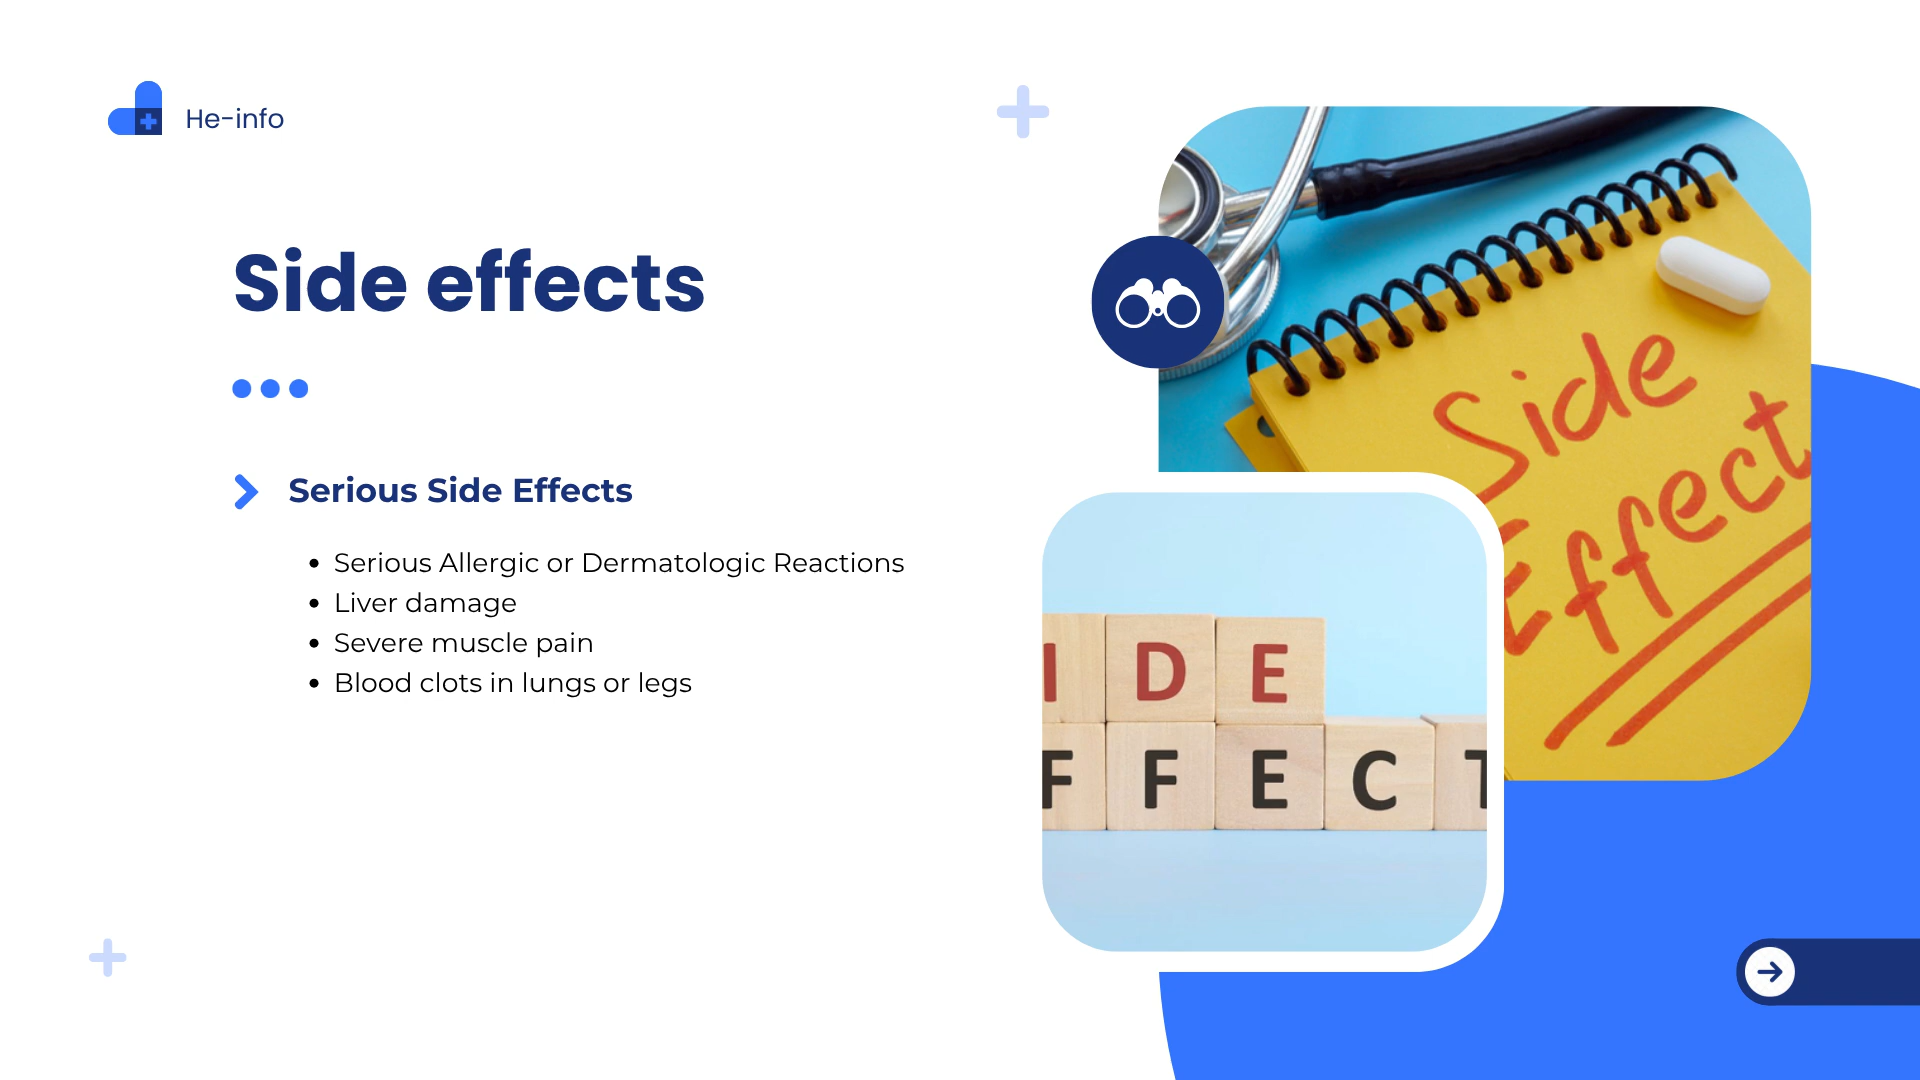 He-info
Side effects
Serious Side Effects
Serious Allergic or Dermatologic Reactions
Liver damage
Severe muscle pain
Blood clots in lungs or legs
Side
Effect
IDE
FFECT